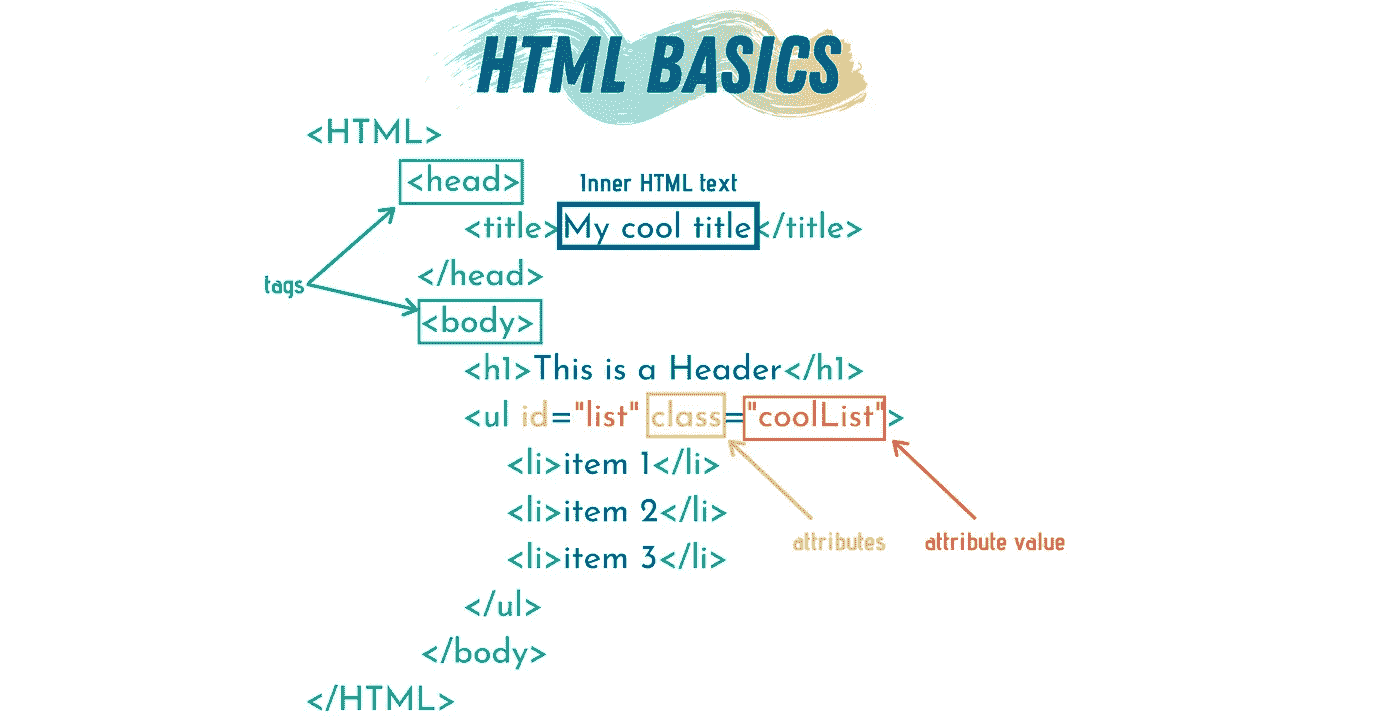 HTML BASICS
<HTML>
<head>
Inner HTML text
<title>My cool title</title>
</head>
tags
<body>
<h1>This is a Header</h1>
<ul id="list" class="coolList">
<li>item 1</li>
<li>item 2</li>
<li>item 3</li>
attributes
attribute value
</ul>
</body>
</HTML>